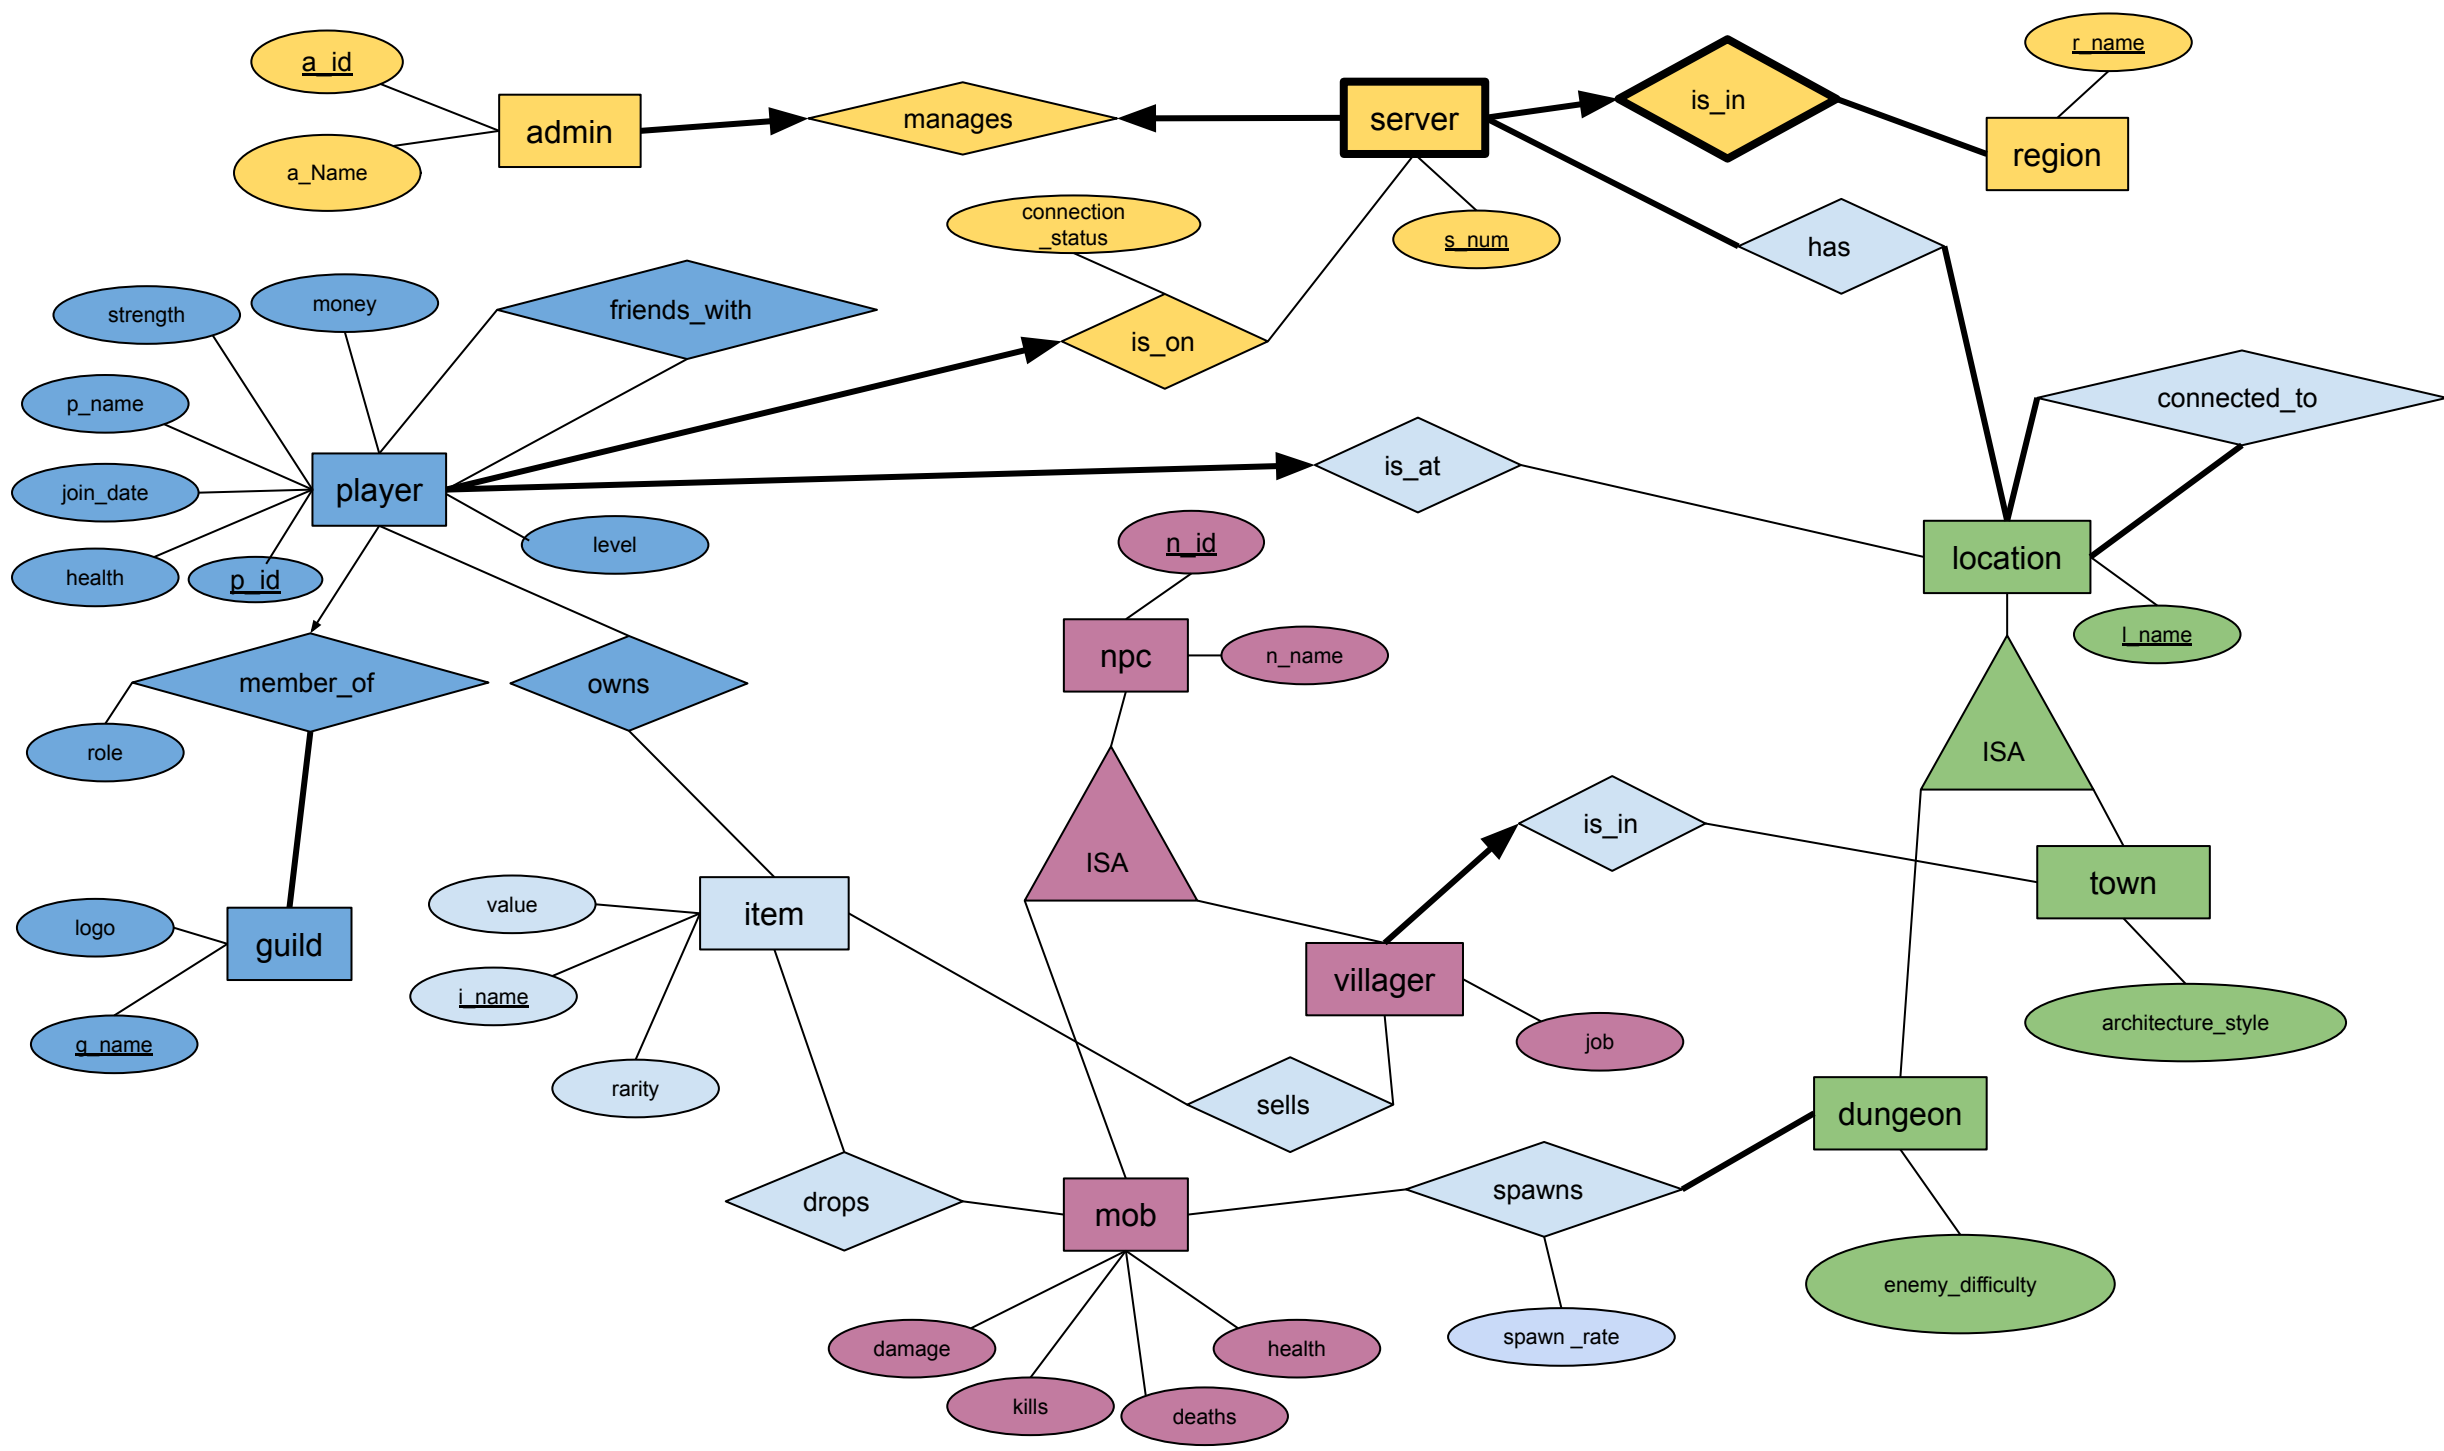 a_id
r_name
admin
manages
server
is_in
region
a_Name
connection
_status
s_num
has
strength
money
friends_with
is_on
p_name
connected_to
player
is_at
join_date
level
n_id
location
health
p_id
npc
n_name
l_name
member_of
owns
role
ISA
is_in
ISA
town
value
item
logo
guild
villager
i_name
architecture_style
g_name
job
rarity
sells
dungeon
drops
mob
spawns
enemy_difficulty
damage
health
spawn _rate
kills
deaths